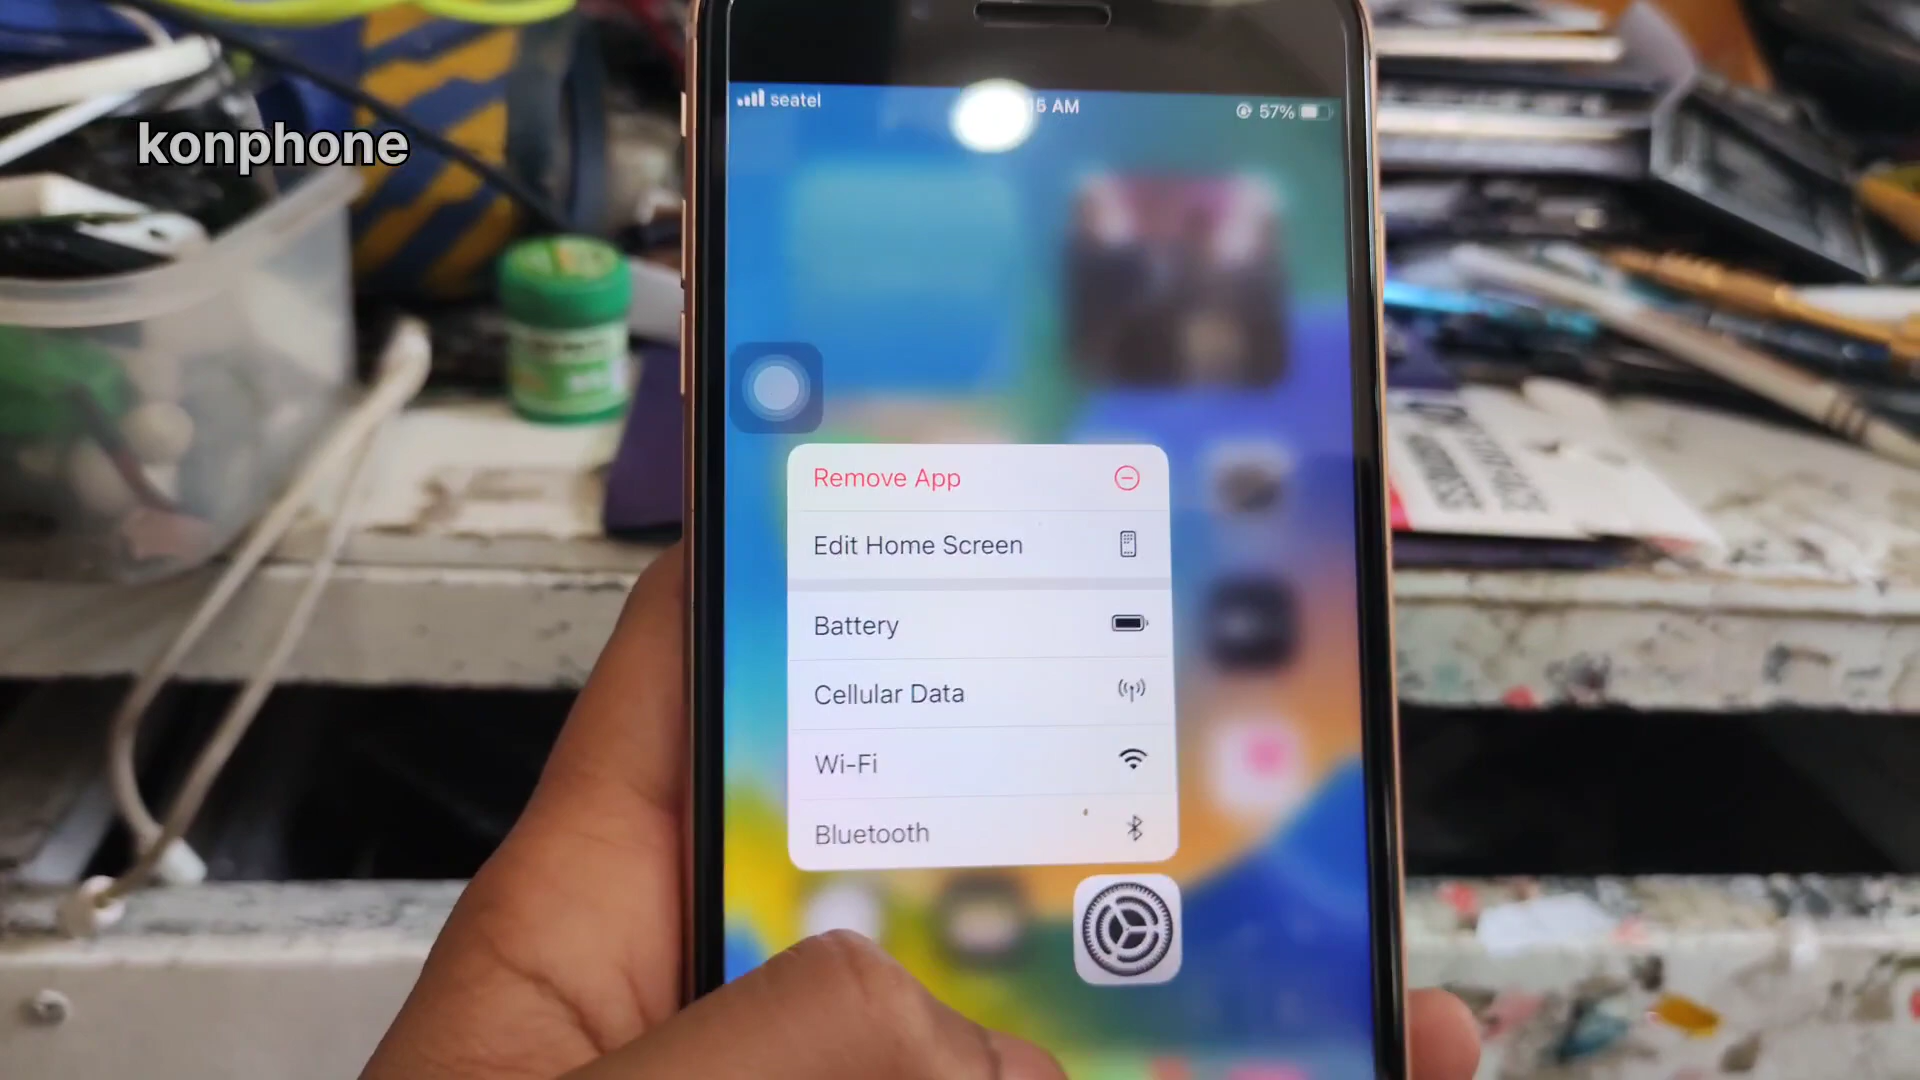 konphone
seatel
5 AM
57%
Remove App
Edit Home Screen
Battery
Cellular Data
Wi-Fi
Bluetooth